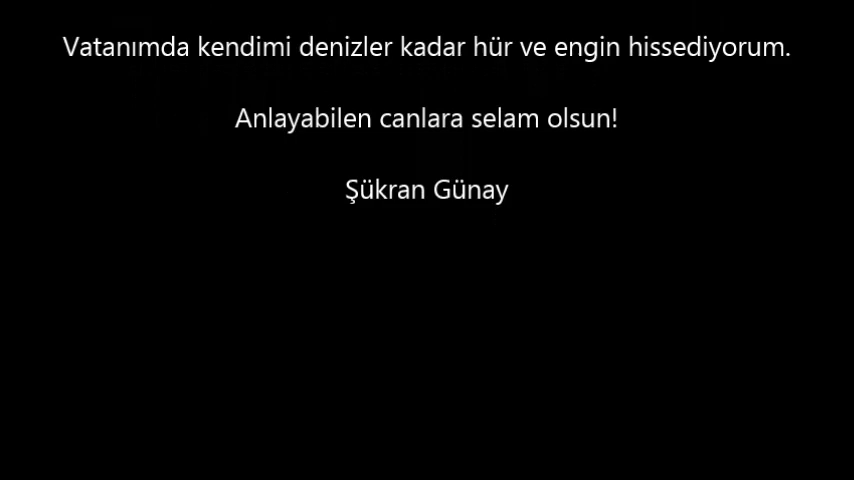 Vatanımda kendimi denizler kadar hür ve engin hissediyorum.
Anlayabilen canlara selam olsun!
Şükran Günay